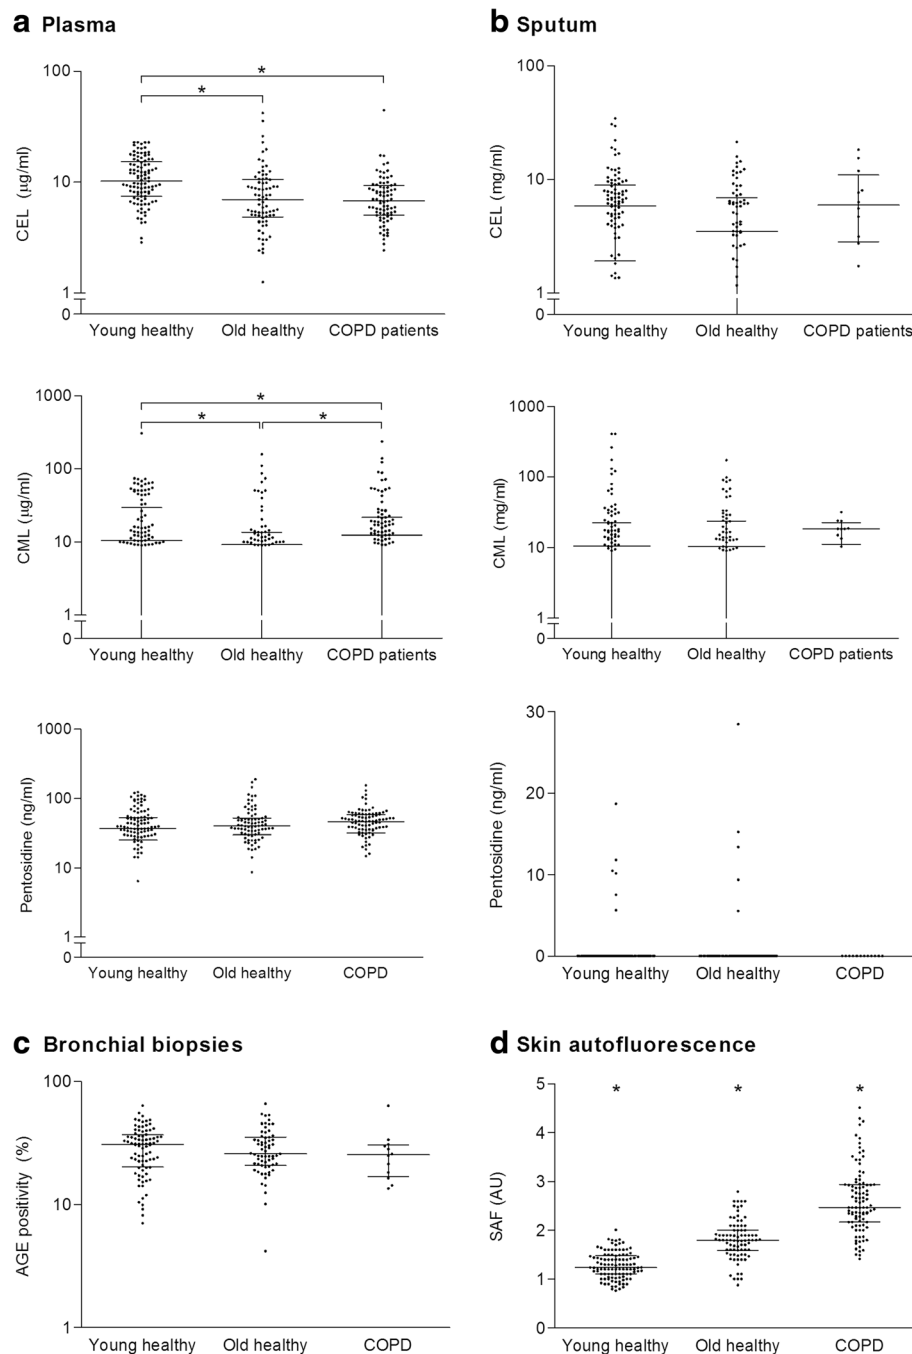 a Plasma
CEL (µg/ml)
100
10
1
0
*
*
Young healthy Old healthy COPD patients
b Sputum
CEL (mg/ml)
100
10
1
0
Young healthy Old healthy COPD patients
CML (µg/ml)
1000
100
10
1
0
*
* *
Young healthy Old healthy COPD patients
CML (mg/ml)
1000
100
10
1
0
Young healthy Old healthy COPD patients
Pentosidine (ng/ml)
1000
100
10
1
0
Young healthy Old healthy COPD
Pentosidine (ng/ml)
30
20
10
0
Young healthy Old healthy COPD
c Bronchial biopsies
AGE positivity (%)
100
10
1
Young healthy Old healthy COPD
d Skin autofluorescence
SAF (AU)
5
4
3
2
1
0
* * *
Young healthy Old healthy COPD